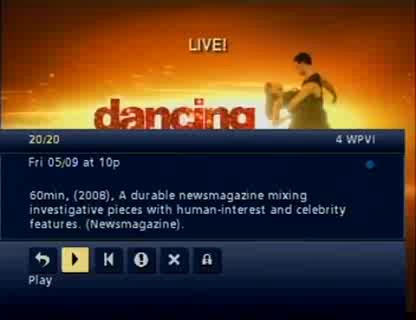 LIVE!
dancing
20/20 4 WPVI
Fri 05/09 at 10p
60min, (2008), A durable newsmagazine mixing
investigative pieces with human-interest and celebrity
features. (Newsmagazine).
Play